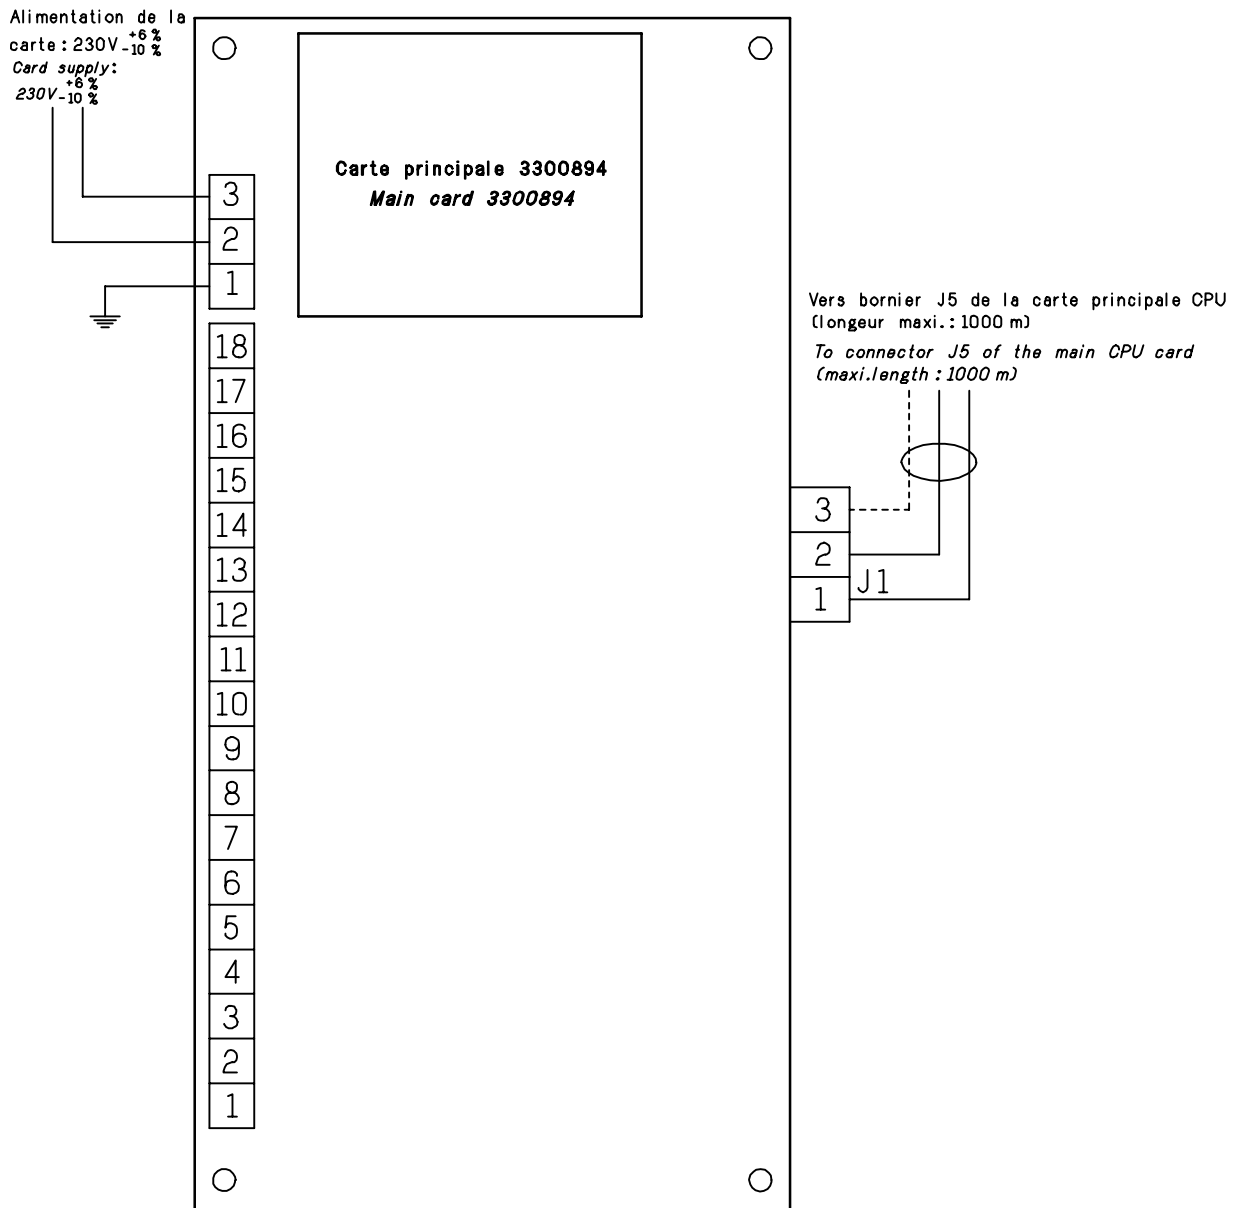 Alimentation de la
carte : 230V +6 % -10 %
Card supply:
230V +6 % -10 %
Carte principale 3300894
Main card 3300894
3
2
1
18
17
16
15
14
13
12
11
10
9
8
7
6
5
4
3
2
1
Vers bornier J5 de la carte principale CPU
(longeur maxi. : 1000 m)
To connector J5 of the main CPU card
(maxi.length : 1000 m)
3
2
1
J1